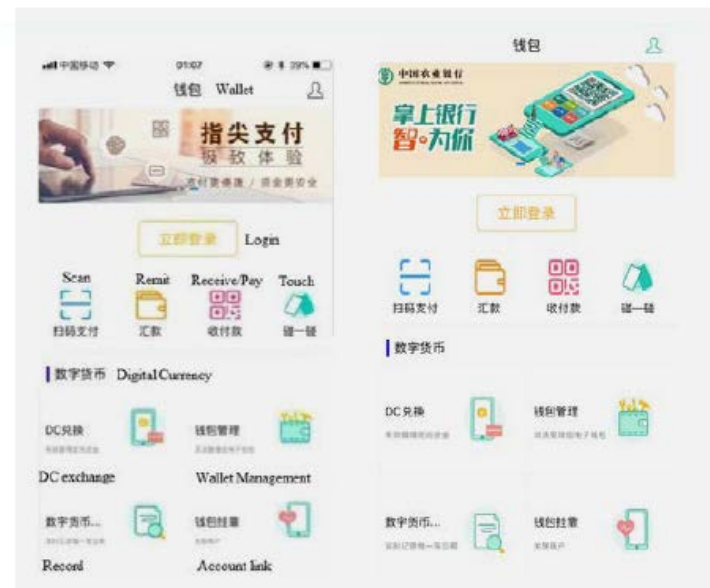 中国移动 01:07 39%
钱包 Wallet
指尖支付
极致体验
支付更便捷 / 资金更安全
立即登录 Login
Scan Remit Receive/Pay Touch
扫码支付 汇款 收付款 碰一碰
数字货币 Digital Currency
DC兑换 钱包管理
DC exchange Wallet Management
数字货币... 钱包挂靠
Record Account link
钱包
中国农业银行
掌上银行
智·为你
立即登录
扫码支付 汇款 收付款 碰一碰
数字货币
DC兑换 钱包管理
数字货币... 钱包挂靠